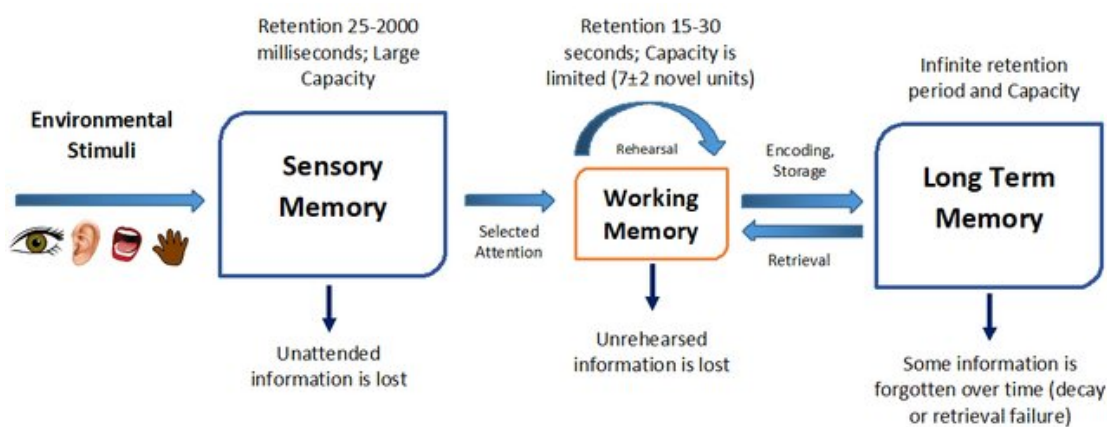 Retention 25-2000
milliseconds; Large
Capacity
Retention 15-30
seconds; Capacity is
limited (7±2 novel units)
Infinite retention
period and Capacity
Environmental
Stimuli
Sensory
Memory
Selected
Attention
Rehearsal
Working
Memory
Encoding,
Storage
Retrieval
Long Term
Memory
Unattended
information is lost
Unrehearsed
information is lost
Some information is
forgotten over time (decay
or retrieval failure)